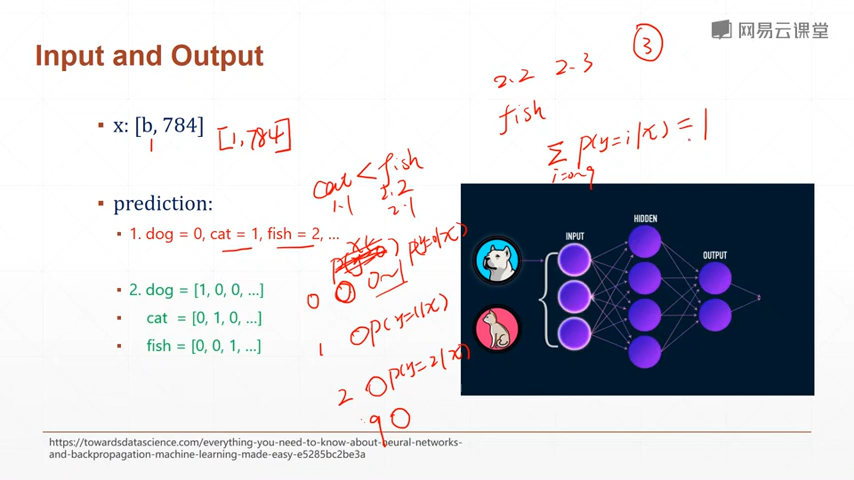 网易云课堂
Input and Output
3
2.2 2.3
fish
x: [b, 784]
1
[1,784]
∑ p(y=i|x) = 1
i=0~9
cat < fish
1.1 2.2
2.1
prediction:
1. dog = 0, cat = 1, fish = 2, ...
p(y=0|x)
0 0~1
2. dog = [1, 0, 0, ...]
cat = [0, 1, 0, ...]
fish = [0, 0, 1, ...]
1 p(y=1|x)
2 p(y=2|x)
9
INPUT
HIDDEN
OUTPUT
https://towardsdatascience.com/everything-you-need-to-know-about-neural-networks-
and-backpropagation-machine-learning-made-easy-e5285bc2be3a